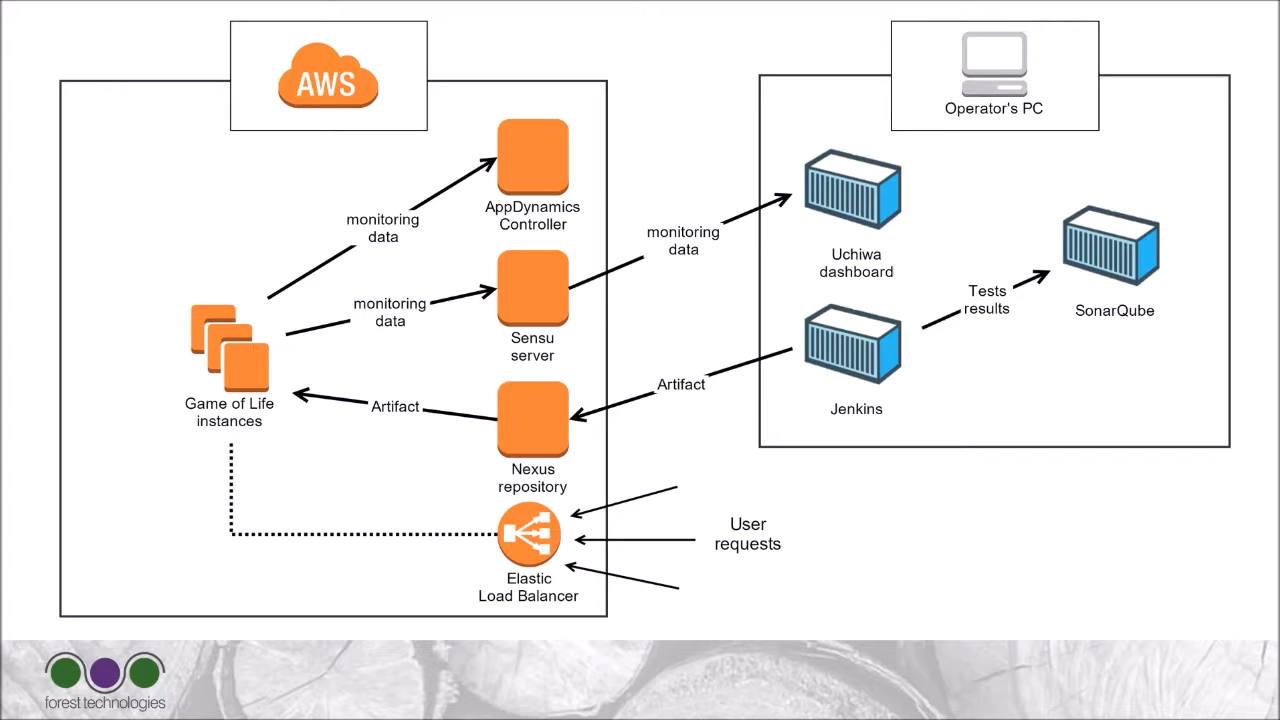 AWS
Operator's PC
AppDynamics
Controller
monitoring
data
monitoring
data
Uchiwa
dashboard
monitoring
data
Sensu
server
Tests
results
SonarQube
Game of Life
instances
Artifact
Artifact
Jenkins
Nexus
repository
User
requests
Elastic
Load Balancer
forest technologies